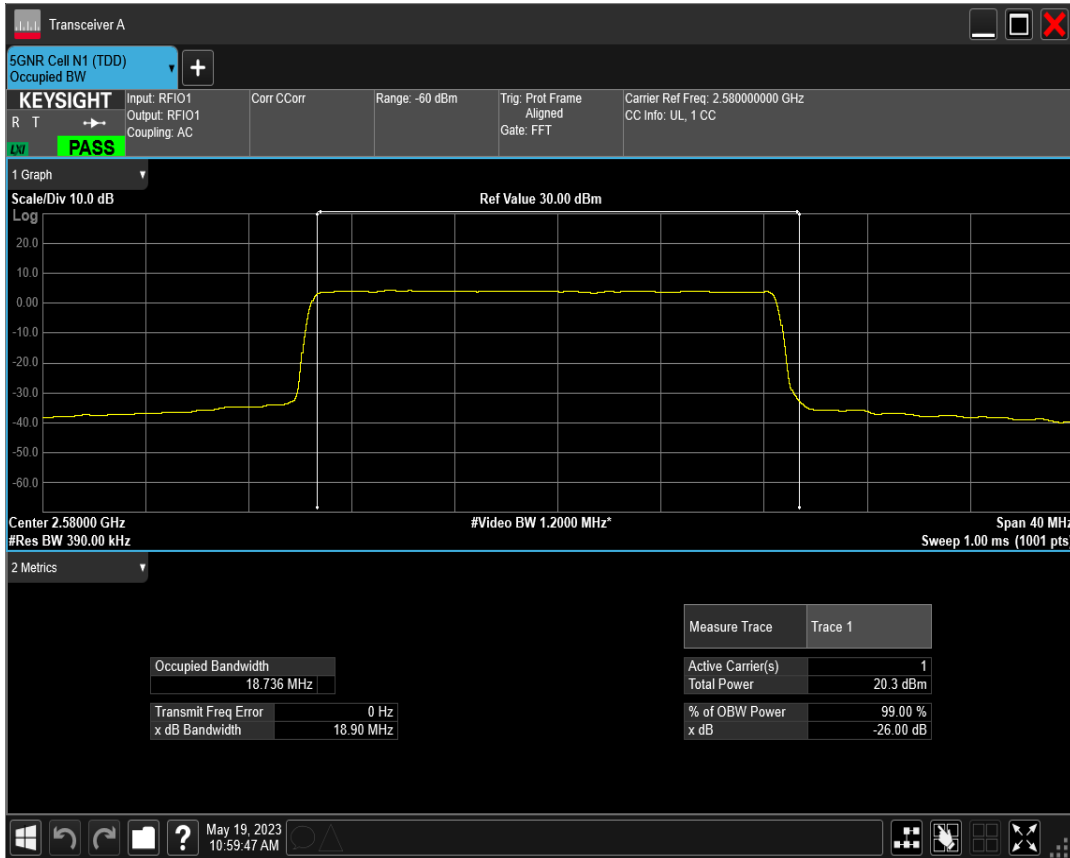 Transceiver A
5GNR Cell N1 (TDD)
Occupied BW
+
KEYSIGHT Input: RFIO1 Corr CCorr Range: -60 dBm Trig: Prot Frame Carrier Ref Freq: 2.580000000 GHz
R T Output: RFIO1 Aligned CC Info: UL, 1 CC
Coupling: AC Gate: FFT
LXI PASS
1 Graph
Scale/Div 10.0 dB Ref Value 30.00 dBm
Log
20.0
10.0
0.00
-10.0
-20.0
-30.0
-40.0
-50.0
-60.0
Center 2.58000 GHz #Video BW 1.2000 MHz* Span 40 MHz
#Res BW 390.00 kHz Sweep 1.00 ms (1001 pts)
2 Metrics
Measure Trace Trace 1
Occupied Bandwidth Active Carrier(s) 1
18.736 MHz Total Power 20.3 dBm
Transmit Freq Error 0 Hz % of OBW Power 99.00 %
x dB Bandwidth 18.90 MHz x dB -26.00 dB
? May 19, 2023
10:59:47 AM